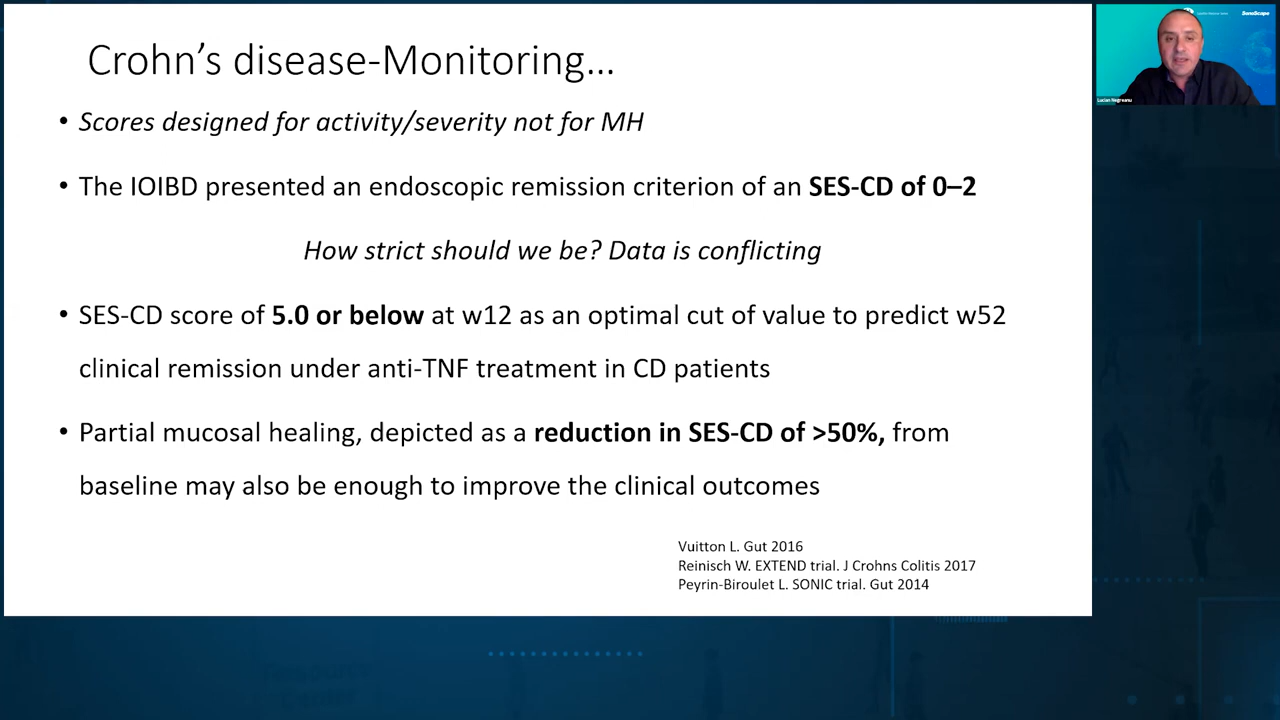 Crohn’s disease-Monitoring…
• Scores designed for activity/severity not for MH
• The IOIBD presented an endoscopic remission criterion of an SES-CD of 0–2
How strict should we be? Data is conflicting
• SES-CD score of 5.0 or below at w12 as an optimal cut of value to predict w52
clinical remission under anti-TNF treatment in CD patients
• Partial mucosal healing, depicted as a reduction in SES-CD of >50%, from
baseline may also be enough to improve the clinical outcomes
Vuitton L. Gut 2016
Reinisch W. EXTEND trial. J Crohns Colitis 2017
Peyrin-Biroulet L. SONIC trial. Gut 2014
SonoScape
Lucian Negreanu